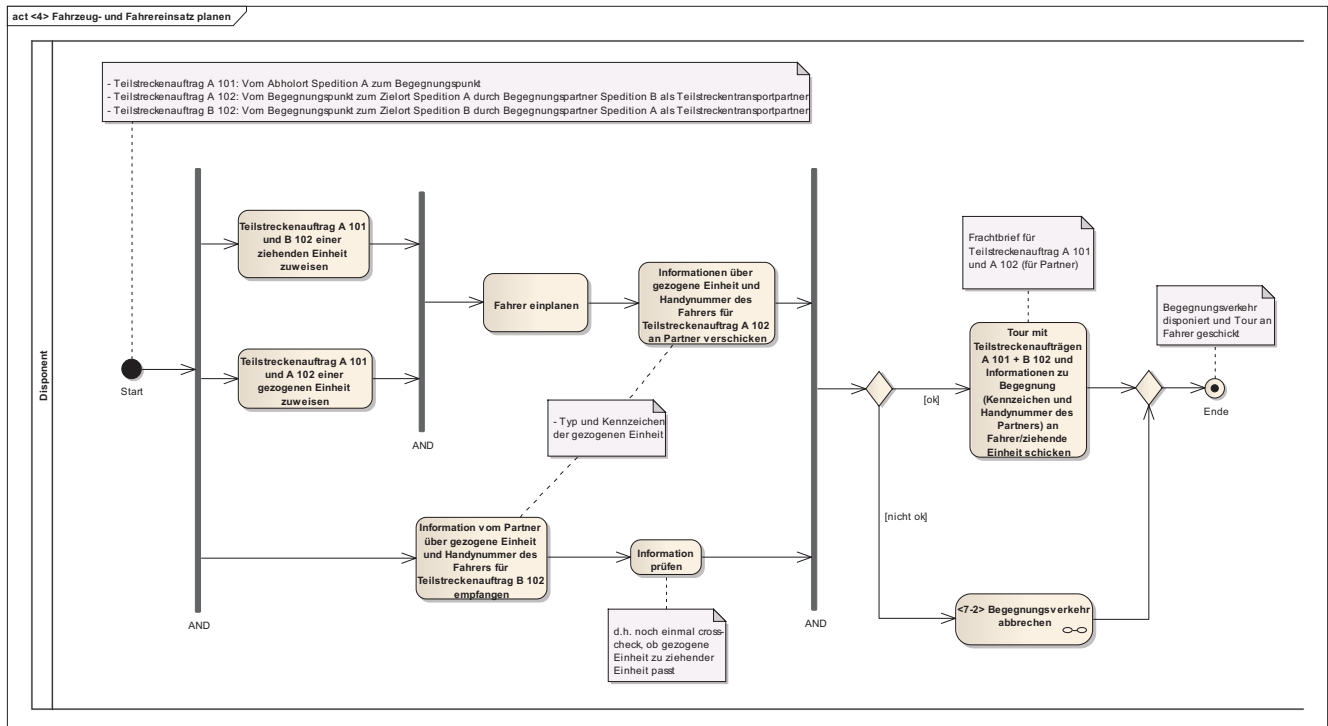 act <4> Fahrzeug- und Fahrereinsatz planen
- Teilstreckenauftrag A 101: Vom Abholort Spedition A zum Begegnungspunkt
- Teilstreckenauftrag A 102: Vom Begegnungspunkt zum Zielort Spedition A durch Begegnungspartner Spedition B als Teilstreckentransportpartner
- Teilstreckenauftrag B 102: Vom Begegnungspunkt zum Zielort Spedition B durch Begegnungspartner Spedition A als Teilstreckentransportpartner
Disponent
Start
AND
Teilstreckenauftrag A 101
und B 102 einer
ziehenden Einheit
zuweisen
Teilstreckenauftrag A 101
und A 102 einer
gezogenen Einheit
zuweisen
AND
Fahrer einplanen
Informationen über
gezogene Einheit und
Handynummer des
Fahrers für
Teilstreckenauftrag A 102
an Partner verschicken
- Typ und Kennzeichen
der gezogenen Einheit
Information vom Partner
über gezogene Einheit
und Handynummer des
Fahrers für
Teilstreckenauftrag B 102
empfangen
Information
prüfen
d.h. noch einmal cross-
check, ob gezogene
Einheit zu ziehender
Einheit passt
AND
[ok]
[nicht ok]
Frachtbrief für
Teilstreckenauftrag A 101
und A 102 (für Partner)
Tour mit
Teilstreckenaufträgen
A 101 + B 102 und
Informationen zu
Begegnung
(Kennzeichen und
Handynummer des
Partners) an
Fahrer/ziehende
Einheit schicken
<7-2> Begegnungsverkehr
abbrechen
Begegnungsverkehr
disponiert und Tour an
Fahrer geschickt
Ende